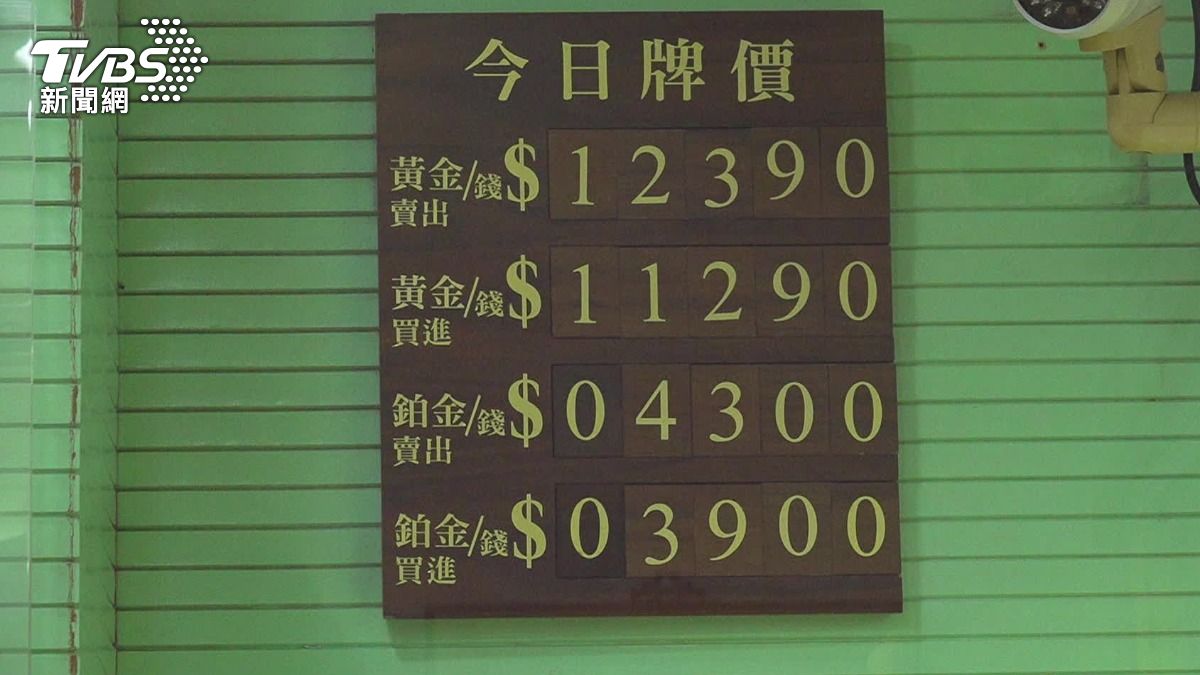 TVBS
新聞網
今日牌價
黃金/錢 $12390
賣出
黃金/錢 $11290
買進
鉑金/錢 $04300
賣出
鉑金/錢 $03900
買進